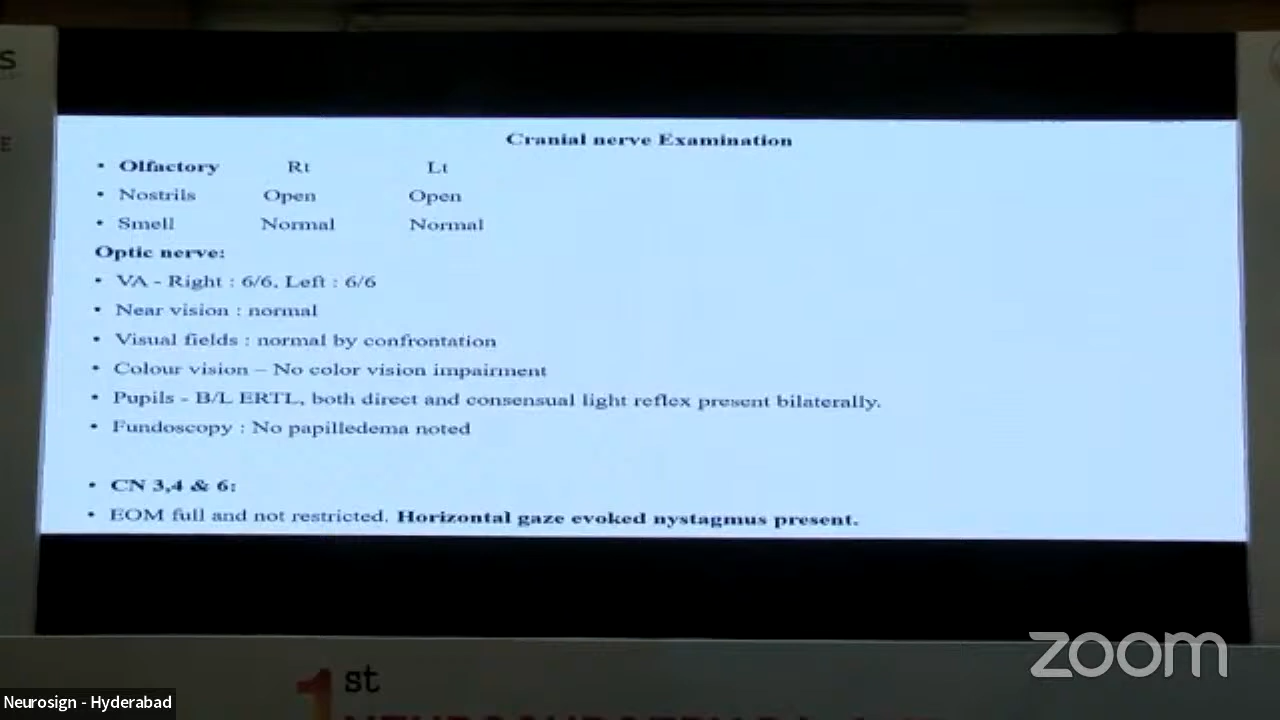 S
E
Cranial nerve Examination
• Olfactory Rt Lt
• Nostrils Open Open
• Smell Normal Normal
Optic nerve:
• VA - Right : 6/6, Left : 6/6
• Near vision : normal
• Visual fields : normal by confrontation
• Colour vision – No color vision impairment
• Pupils - B/L ERTL, both direct and consensual light reflex present bilaterally.
• Fundoscopy : No papilledema noted
• CN 3,4 & 6:
• EOM full and not restricted. Horizontal gaze evoked nystagmus present.
zoom
1st
Neurosign - Hyderabad